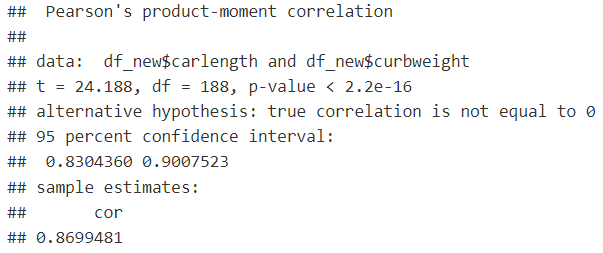 ##  Pearson's product-moment correlation
##
## data:  df_new$carlength and df_new$curbweight
## t = 24.188, df = 188, p-value < 2.2e-16
## alternative hypothesis: true correlation is not equal to 0
## 95 percent confidence interval:
##  0.8304360 0.9007523
## sample estimates:
##       cor
## 0.8699481